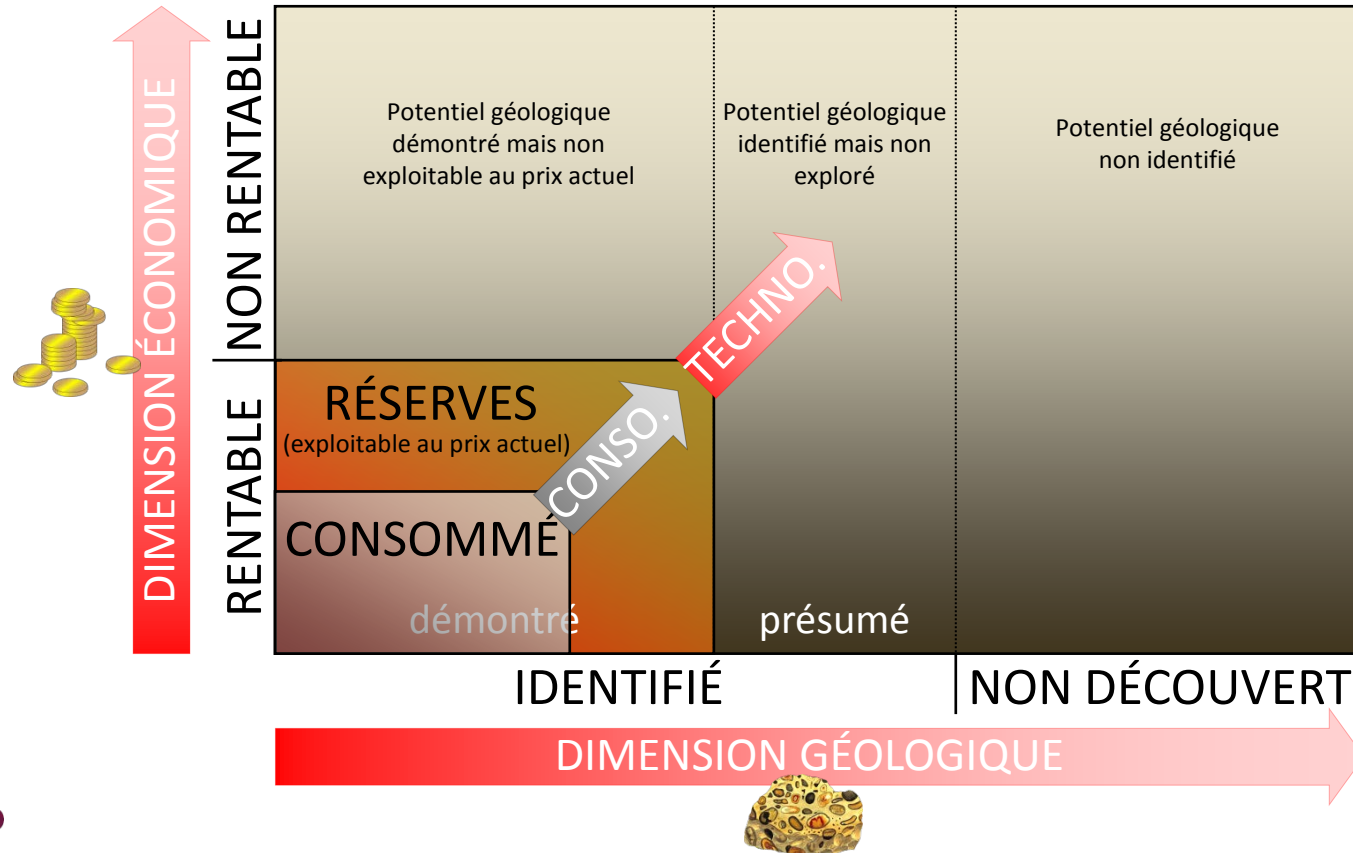 DIMENSION ÉCONOMIQUE
NON RENTABLE
RENTABLE
Potentiel géologique
démontré mais non
exploitable au prix actuel
Potentiel géologique
identifié mais non
exploré
Potentiel géologique
non identifié
TECHNO.
RÉSERVES
(exploitable au prix actuel)
CONSO.
CONSOMMÉ
démontré
présumé
IDENTIFIÉ
NON DÉCOUVERT
DIMENSION GÉOLOGIQUE